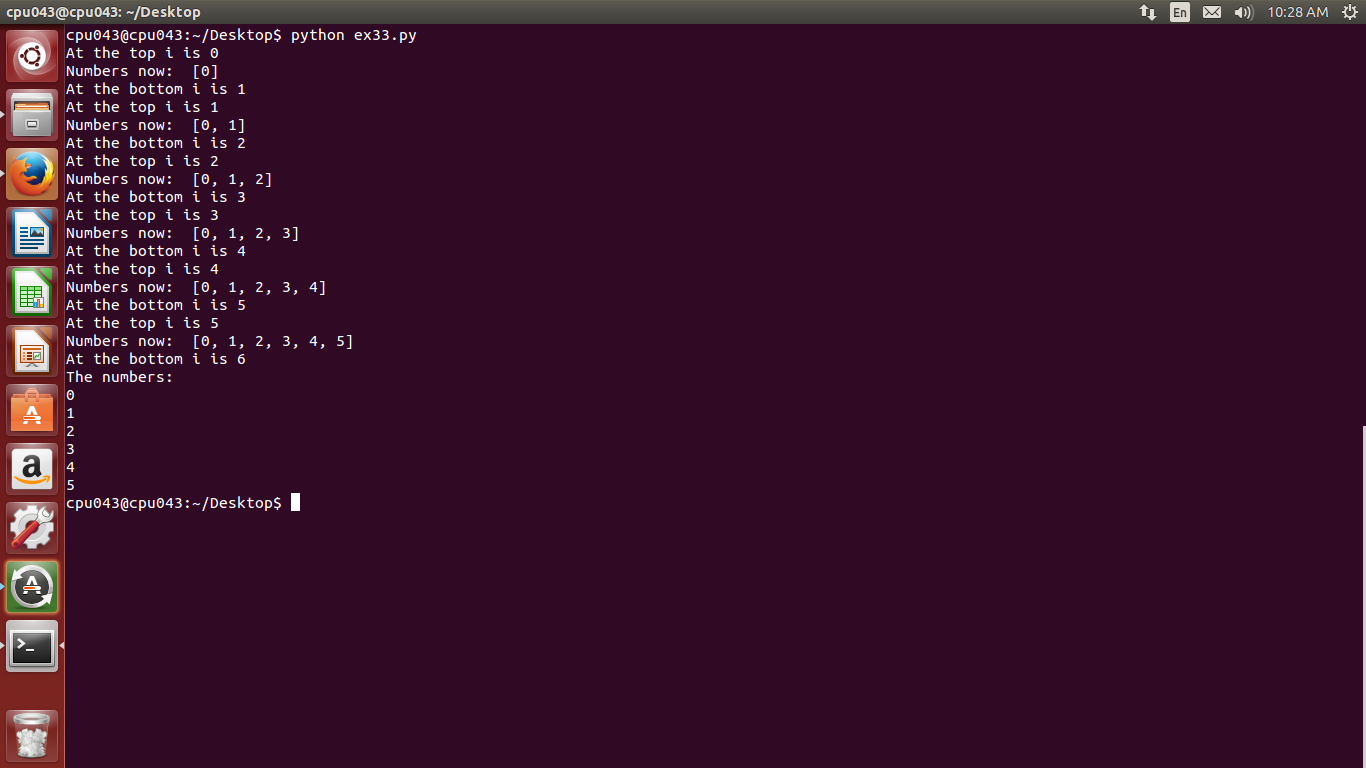 cpu043@cpu043: ~/Desktop
En
10:28 AM
cpu043@cpu043:~/Desktop$ python ex33.py
At the top i is 0
Numbers now:  [0]
At the bottom i is 1
At the top i is 1
Numbers now:  [0, 1]
At the bottom i is 2
At the top i is 2
Numbers now:  [0, 1, 2]
At the bottom i is 3
At the top i is 3
Numbers now:  [0, 1, 2, 3]
At the bottom i is 4
At the top i is 4
Numbers now:  [0, 1, 2, 3, 4]
At the bottom i is 5
At the top i is 5
Numbers now:  [0, 1, 2, 3, 4, 5]
At the bottom i is 6
The numbers:
0
1
2
3
4
5
cpu043@cpu043:~/Desktop$